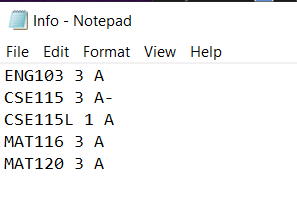 Info - Notepad
File Edit Format View Help
ENG103 3 A
CSE115 3 A-
CSE115L 1 A
MAT116 3 A
MAT120 3 A